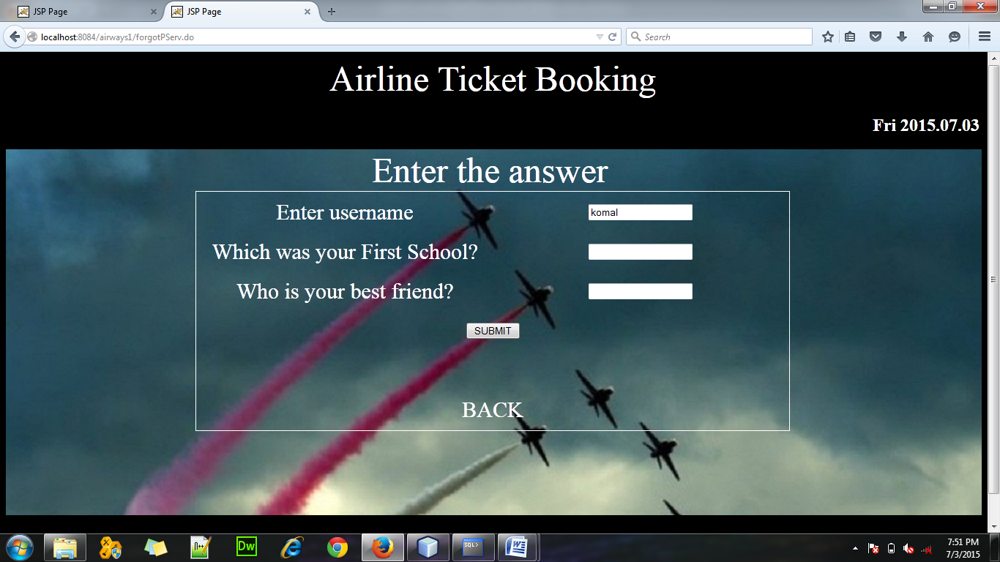 JSP Page
JSP Page
localhost:8084/airways1/forgotPServ.do
Search
Airline Ticket Booking
Fri 2015.07.03
Enter the answer
Enter username
komal
Which was your First School?
Who is your best friend?
SUBMIT
BACK
Dw
SQL>
W
7:51 PM
7/3/2015